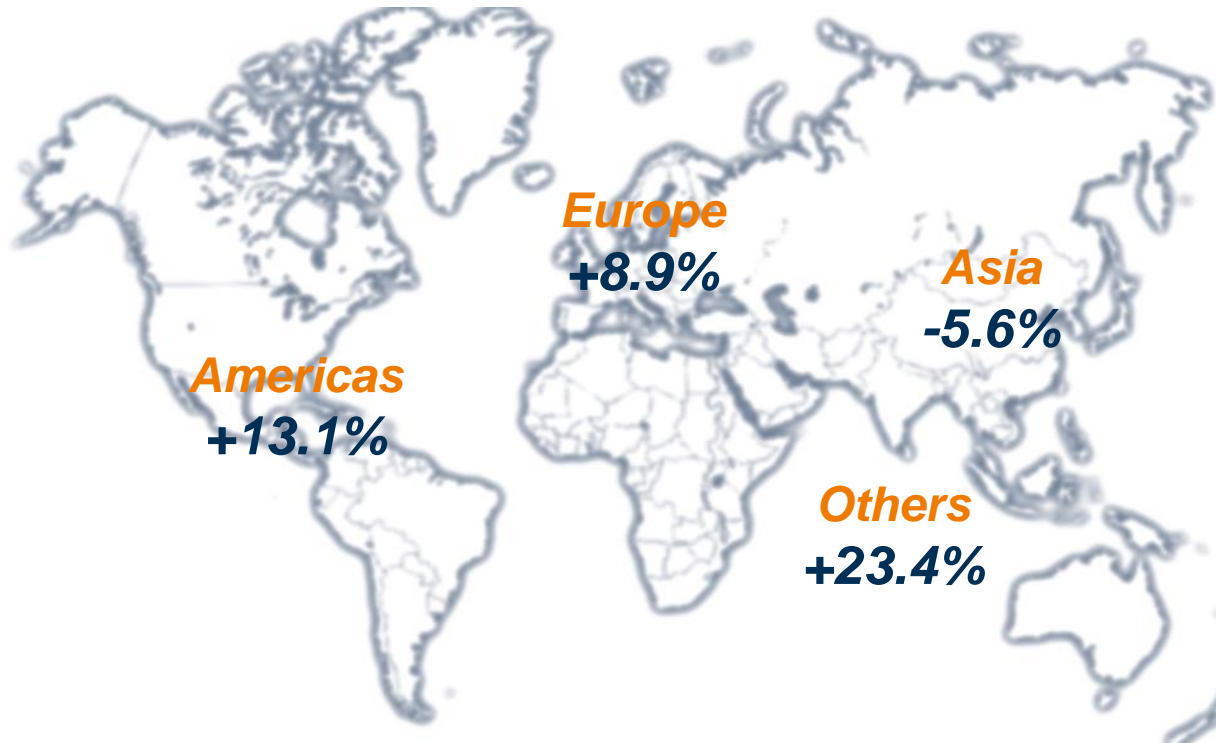 Europe
+8.9%
Asia
-5.6%
Americas
+13.1%
Others
+23.4%